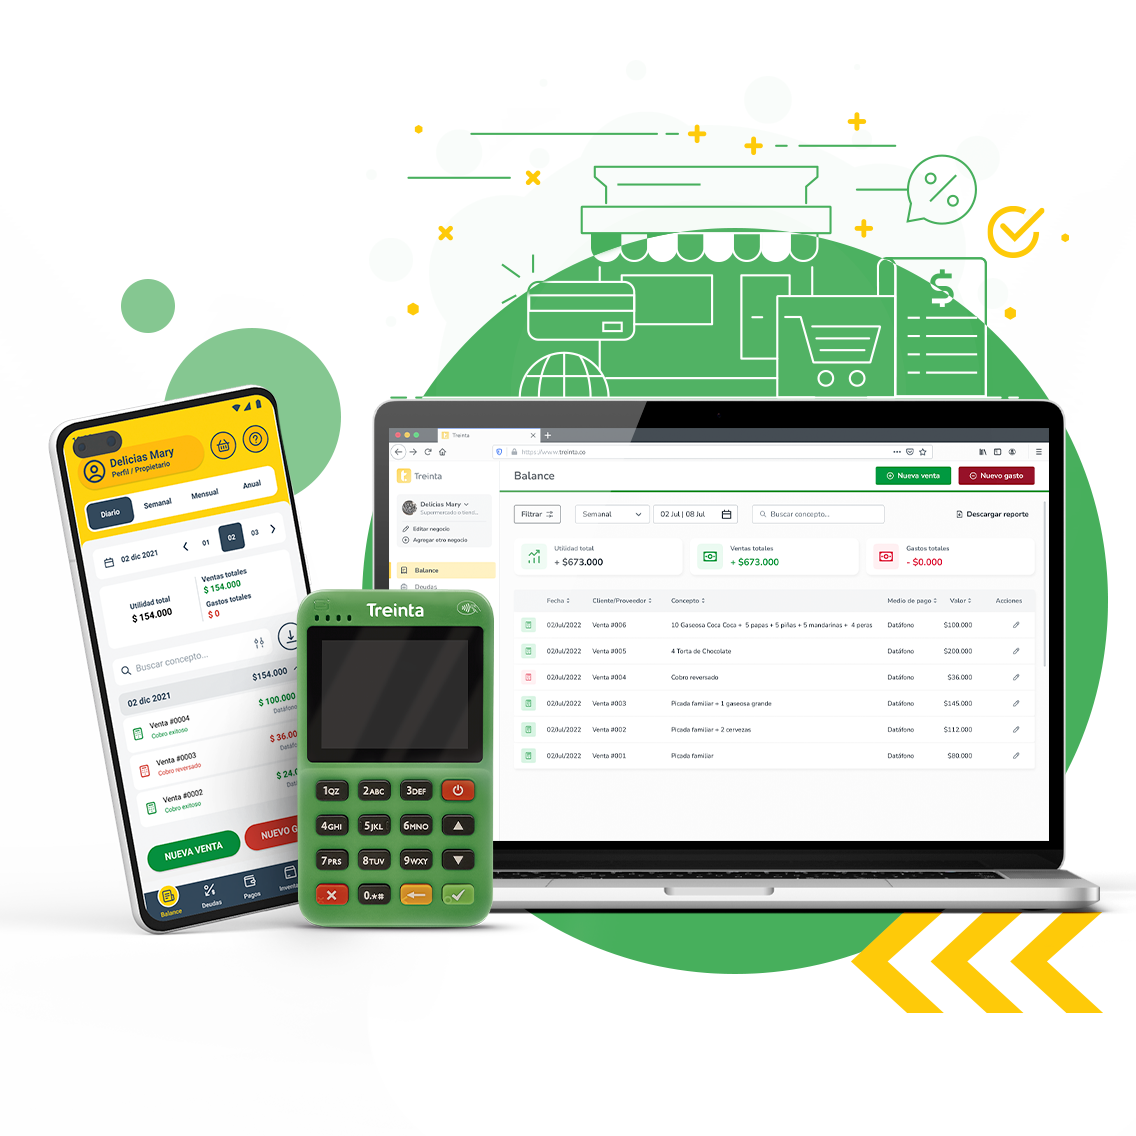 Delicias Mary
Perfil / Propietario
Diario
Semanal
Mensual
Anual
02 dic 2021
01
02
03
Utilidad total
$ 154.000
Ventas totales
$ 154.000
Gastos totales
$ 0
Buscar concepto...
02 dic 2021
$154.000
Venta #0004
$ 100.000
Cobro exitoso
Venta #0003
$ 36.00
Cobro reversado
Venta #0002
$ 24.0
Cobro exitoso
NUEVA VENTA
NUEVO G
Balance
Deudas
Pagos
Inventa
Treinta
1QZ
2ABC
3DEF
4GHI
5JKL
6MNO
7PRS
8TUV
9WXY
0.*#
%
$
Treinta
https://www.treinta.co
Treinta
Balance
Nueva venta
Nuevo gasto
Delicias Mary
Supermercado o tiend...
Editar negocio
Agregar otro negocio
Balance
Deudas
Filtrar
Semanal
02 Jul | 08 Jul
Buscar concepto...
Descargar reporte
Utilidad total
+ $673.000
Ventas totales
+ $673.000
Gastos totales
- $0.000
Fecha Cliente/Proveedor Concepto Medio de pago Valor Acciones
02/Jul/2022 Venta #006 10 Gaseosa Coca Coca + 5 papas + 5 piñas + 5 mandarinas + 4 peras Datáfono $100.000
02/Jul/2022 Venta #005 4 Torta de Chocolate Datáfono $200.000
02/Jul/2022 Venta #004 Cobro reversado Datáfono $36.000
02/Jul/2022 Venta #003 Picada familiar + 1 gaseosa grande Datáfono $145.000
02/Jul/2022 Venta #002 Picada familiar + 2 cervezas Datáfono $112.000
02/Jul/2022 Venta #001 Picada familiar Datáfono $80.000